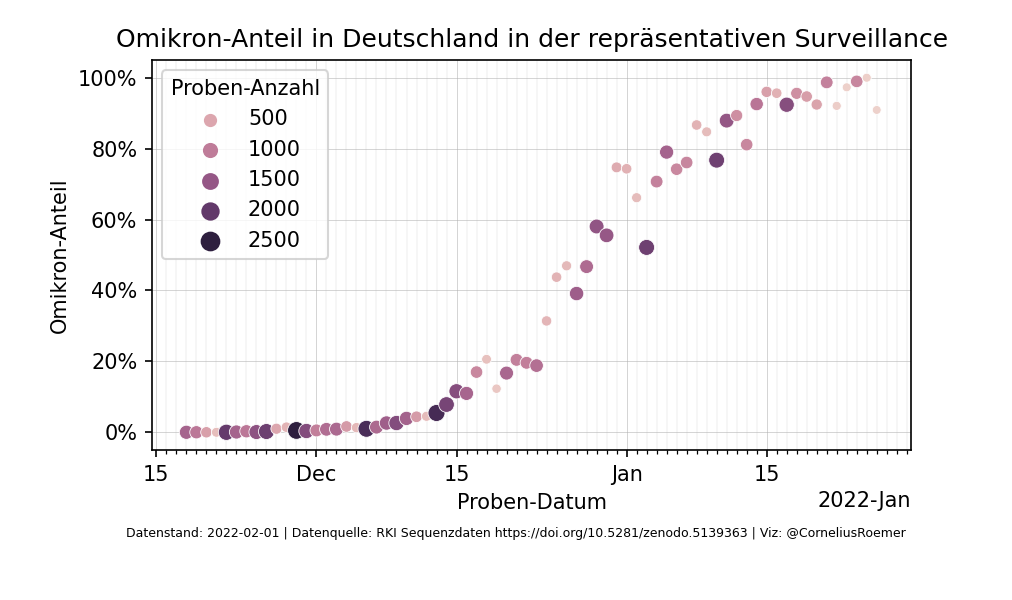 Omikron-Anteil in Deutschland in der repräsentativen Surveillance
Proben-Anzahl
500
1000
1500
2000
2500
Omikron-Anteil
100%
80%
60%
40%
20%
0%
15 Dec 15 Jan 15
Proben-Datum 2022-Jan
Datenstand: 2022-02-01 | Datenquelle: RKI Sequenzdaten https://doi.org/10.5281/zenodo.5139363 | Viz: @CorneliusRoemer